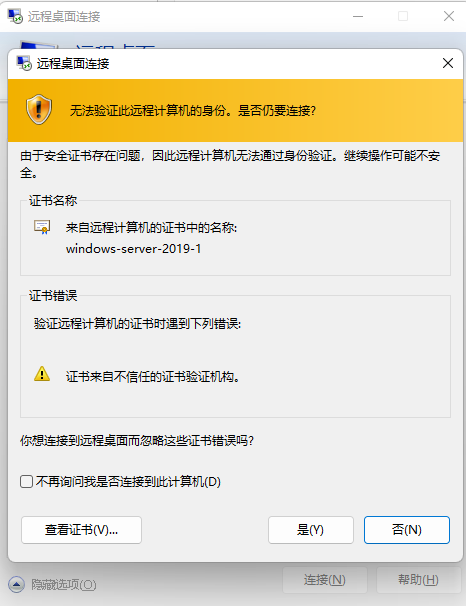 远程桌面连接
远程桌面
远程桌面连接
无法验证此远程计算机的身份。是否仍要连接?
由于安全证书存在问题，因此远程计算机无法通过身份验证。继续操作可能不安
全。
证书名称
来自远程计算机的证书中的名称:
windows-server-2019-1
证书错误
验证远程计算机的证书时遇到下列错误:
证书来自不信任的证书验证机构。
你想连接到远程桌面而忽略这些证书错误吗?
不再询问我是否连接到此计算机(D)
查看证书(V)...
是(Y)
否(N)
隐藏选项(O)
连接(N)
帮助(H)